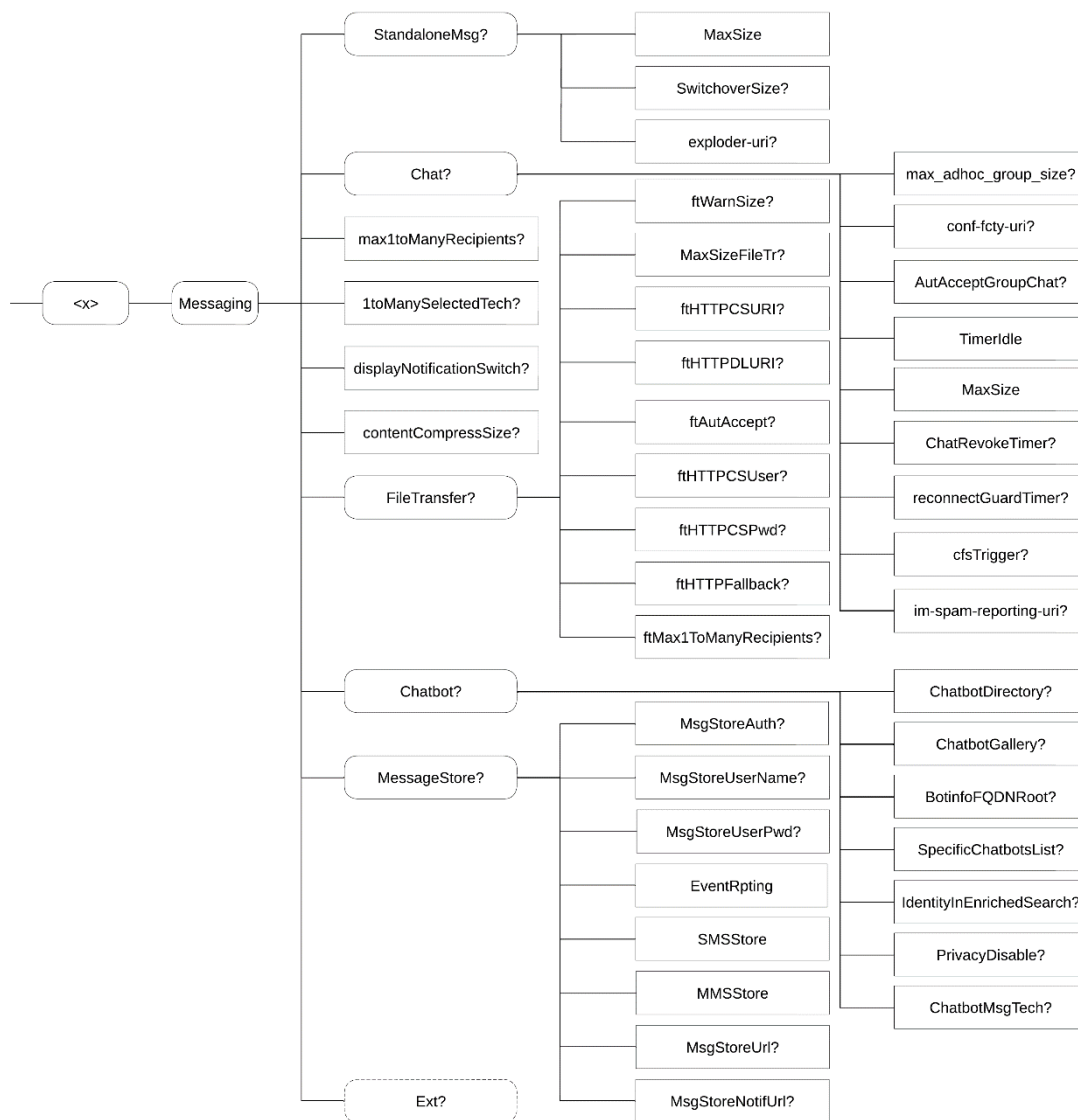 <x>
Messaging
StandaloneMsg?
MaxSize
SwitchoverSize?
exploder-uri?
Chat?
max_adhoc_group_size?
conf-fcty-uri?
AutAcceptGroupChat?
TimerIdle
MaxSize
ChatRevokeTimer?
reconnectGuardTimer?
cfsTrigger?
im-spam-reporting-uri?
max1toManyRecipients?
1toManySelectedTech?
displayNotificationSwitch?
contentCompressSize?
FileTransfer?
ftWarnSize?
MaxSizeFileTr?
ftHTTPCSURI?
ftHTTPDLURI?
ftAutAccept?
ftHTTPCSUser?
ftHTTPCSPwd?
ftHTTPFallback?
ftMax1ToManyRecipients?
Chatbot?
ChatbotDirectory?
ChatbotGallery?
BotinfoFQDNRoot?
SpecificChatbotsList?
IdentityInEnrichedSearch?
PrivacyDisable?
ChatbotMsgTech?
MessageStore?
MsgStoreAuth?
MsgStoreUserName?
MsgStoreUserPwd?
EventRpting
SMSStore
MMSStore
MsgStoreUrl?
MsgStoreNotifUrl?
Ext?